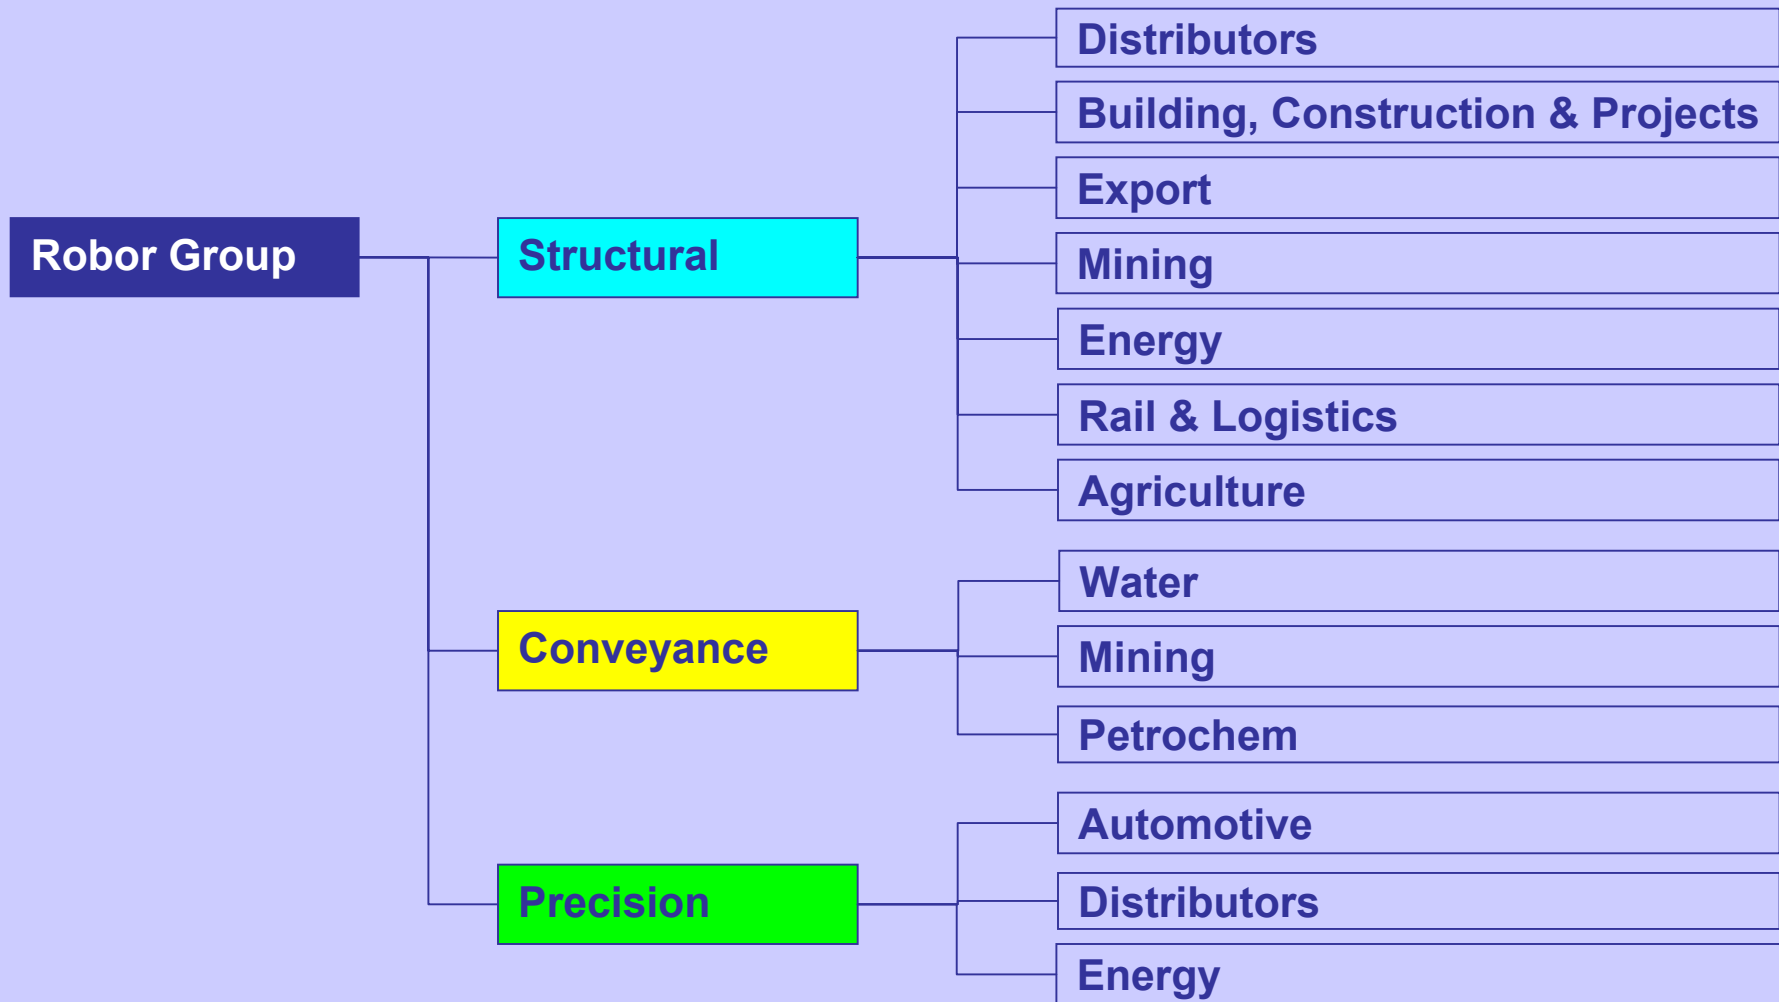 Robor Group
Structural
Distributors
Building, Construction & Projects
Export
Mining
Energy
Rail & Logistics
Agriculture
Conveyance
Water
Mining
Petrochem
Precision
Automotive
Distributors
Energy